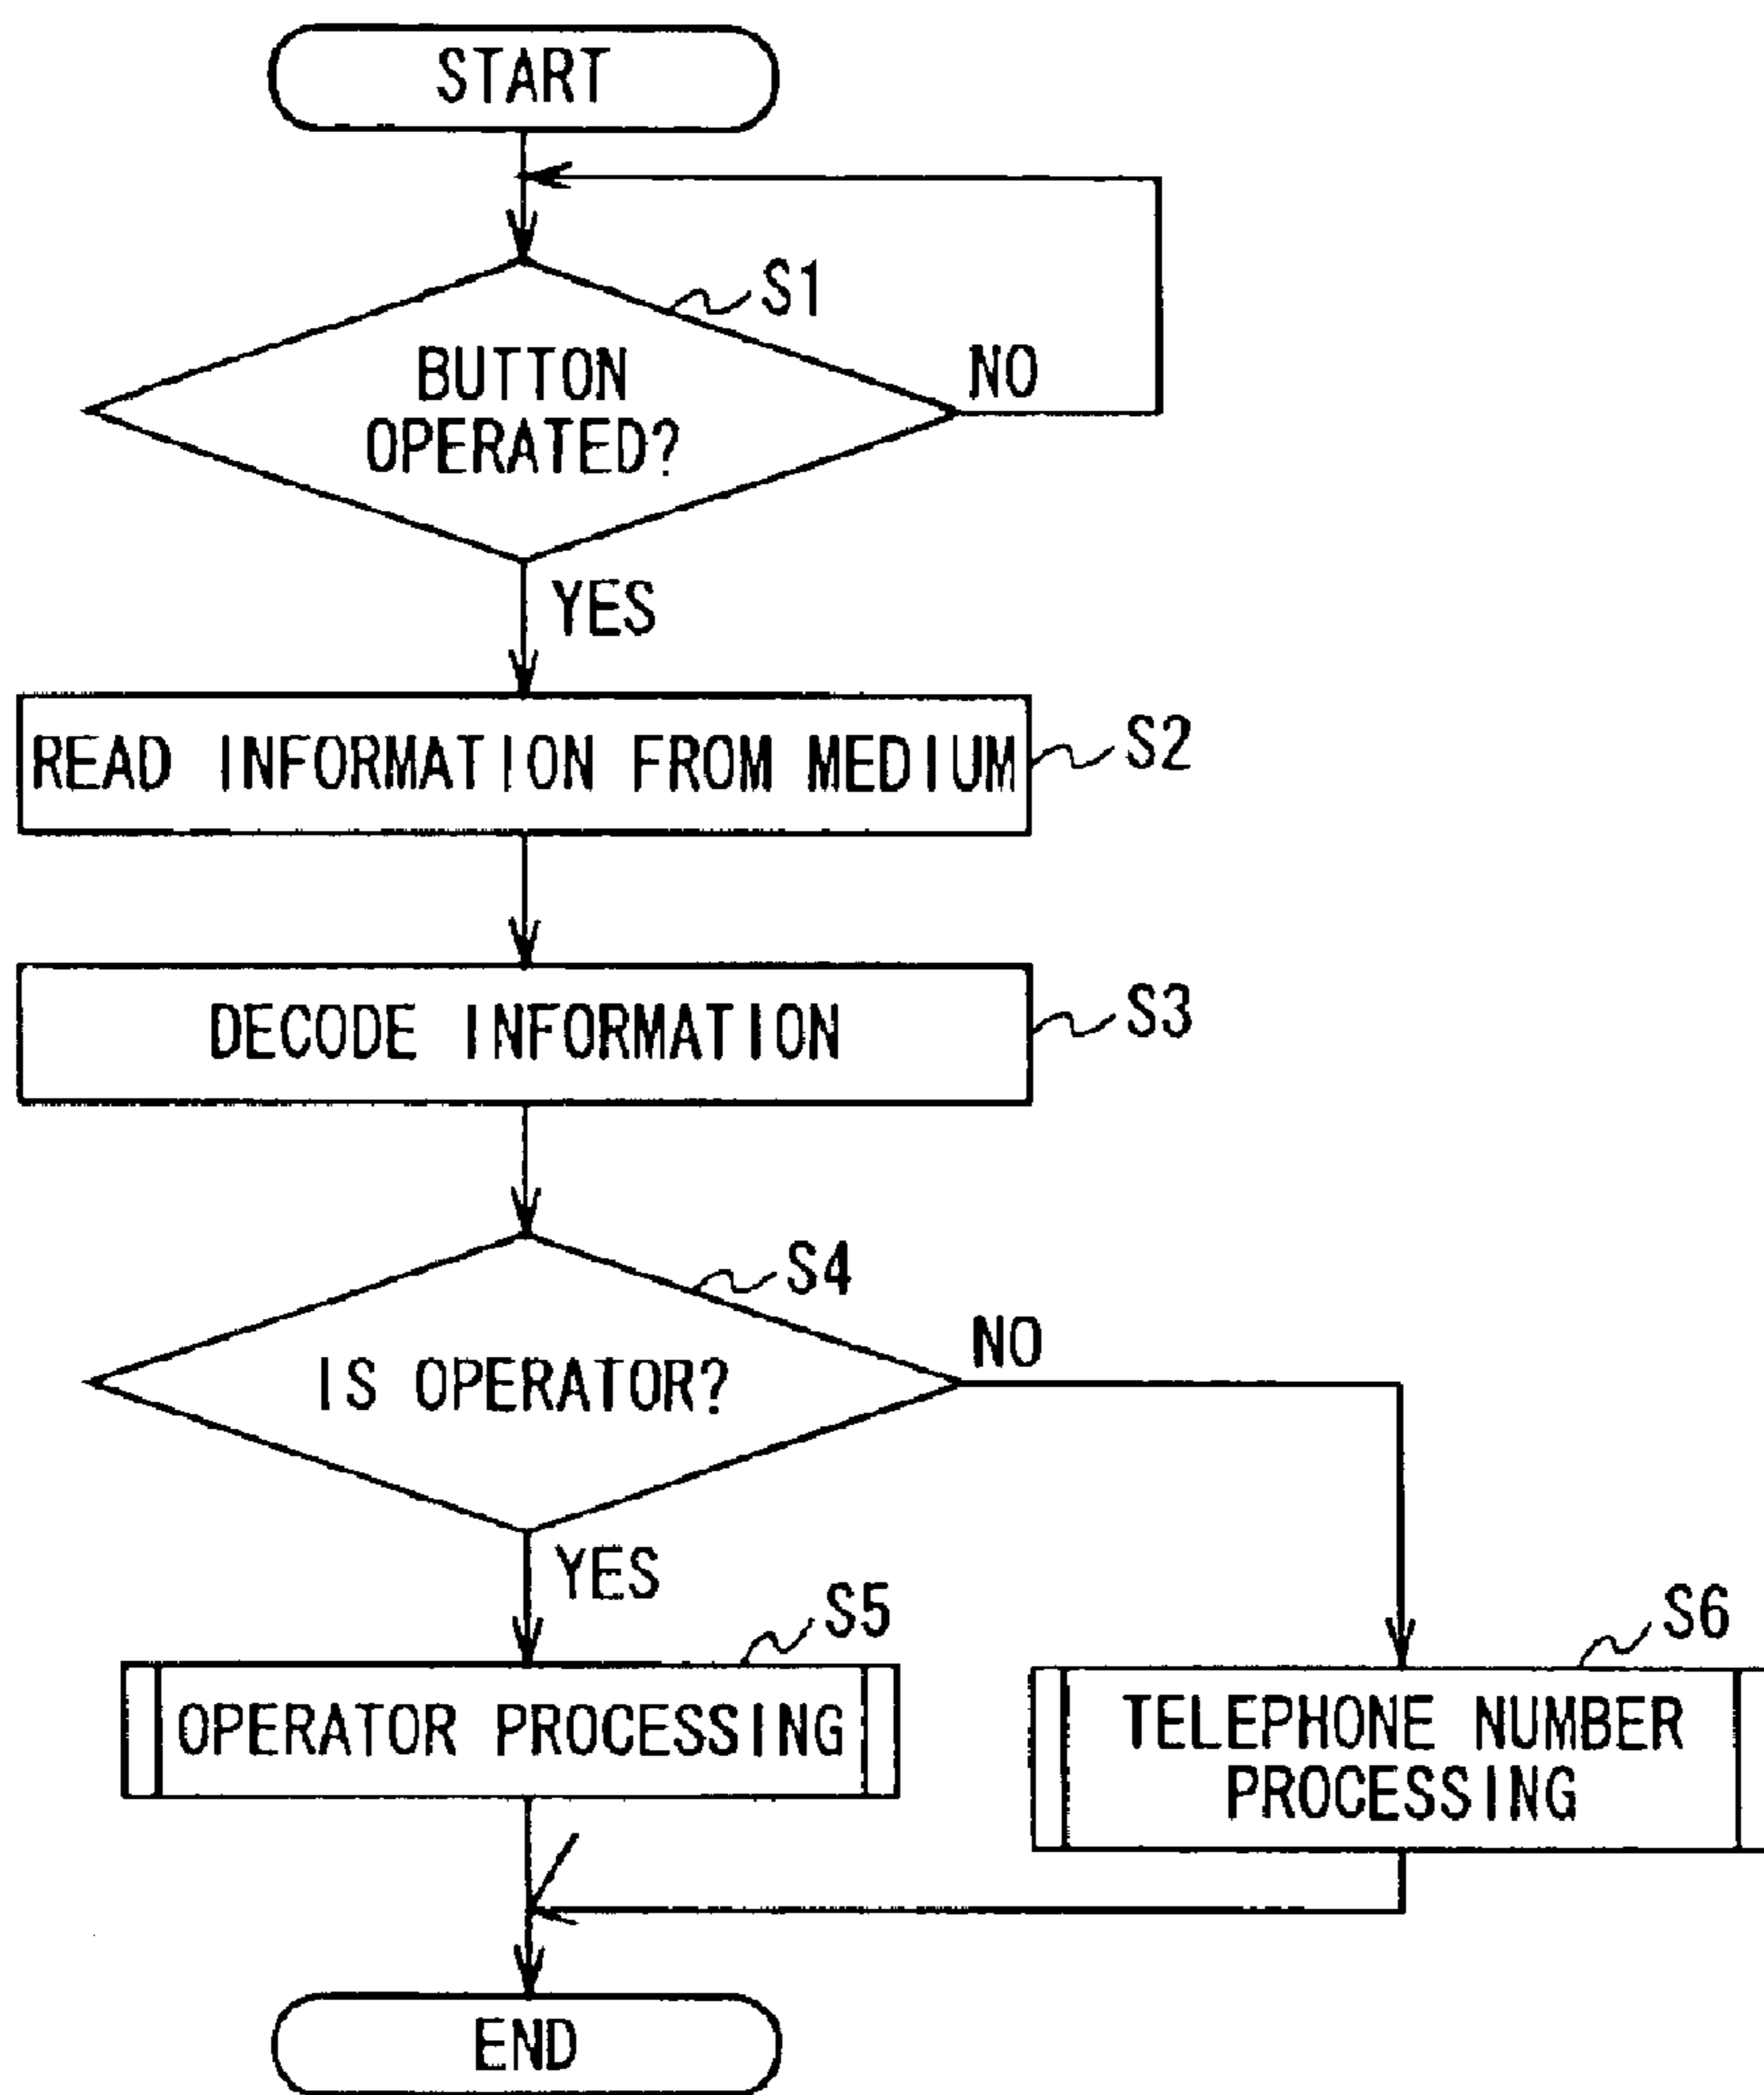 START
S1
BUTTON
OPERATED?
NO
YES
READ INFORMATION FROM MEDIUM
S2
DECODE INFORMATION
S3
S4
IS OPERATOR?
NO
YES
S5
S6
OPERATOR PROCESSING
TELEPHONE NUMBER
PROCESSING
END